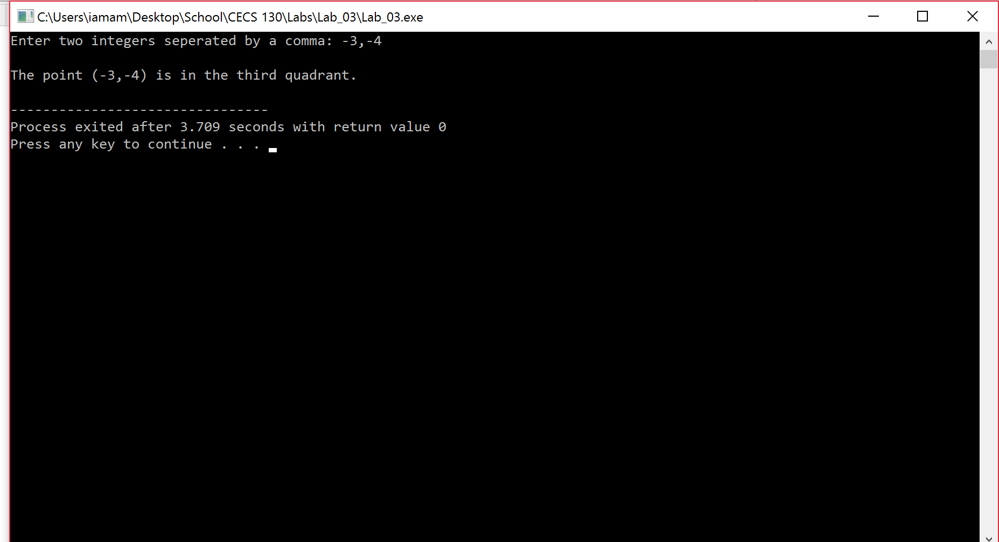 C:\Users\iamam\Desktop\School\CECS 130\Labs\Lab_03\Lab_03.exe
Enter two integers seperated by a comma: -3,-4
The point (-3,-4) is in the third quadrant.
--------------------------------
Process exited after 3.709 seconds with return value 0
Press any key to continue . . .